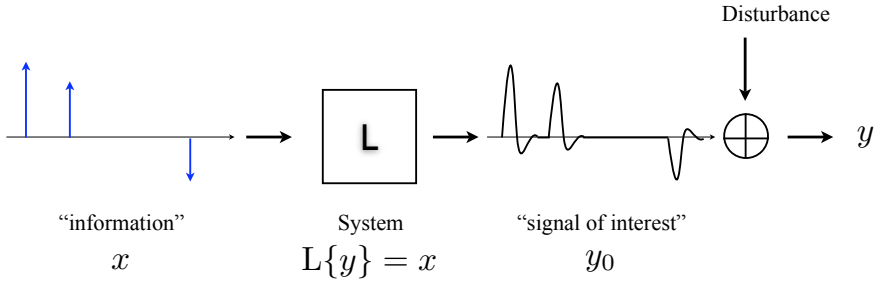 Disturbance
L
y
“information”
System
“signal of interest”
x
L{y} = x
y₀